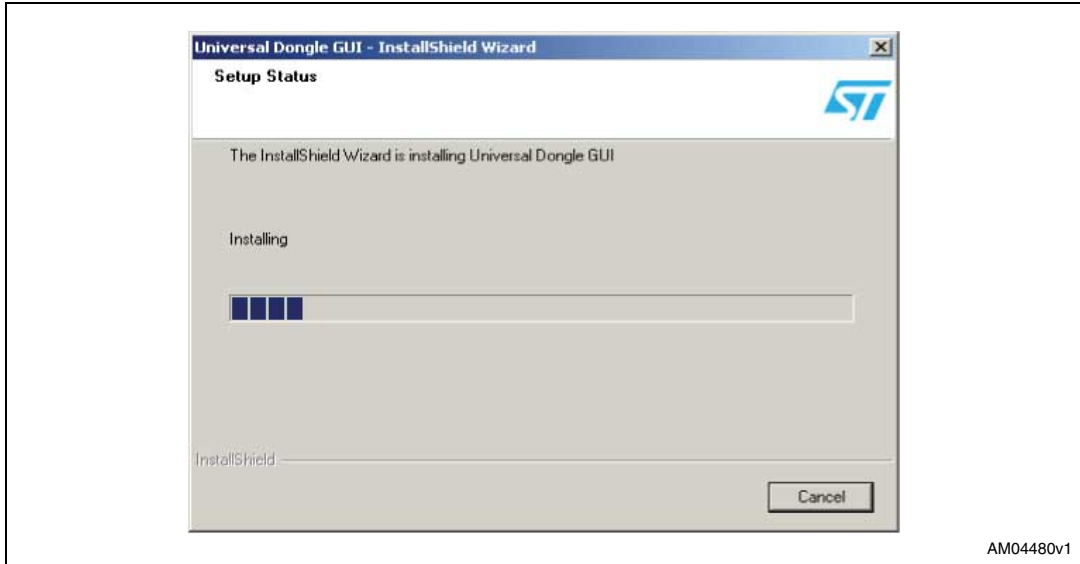 Universal Dongle GUI - InstallShield Wizard
Setup Status
ST
The InstallShield Wizard is installing Universal Dongle GUI
Installing
InstallShield
Cancel
AM04480v1